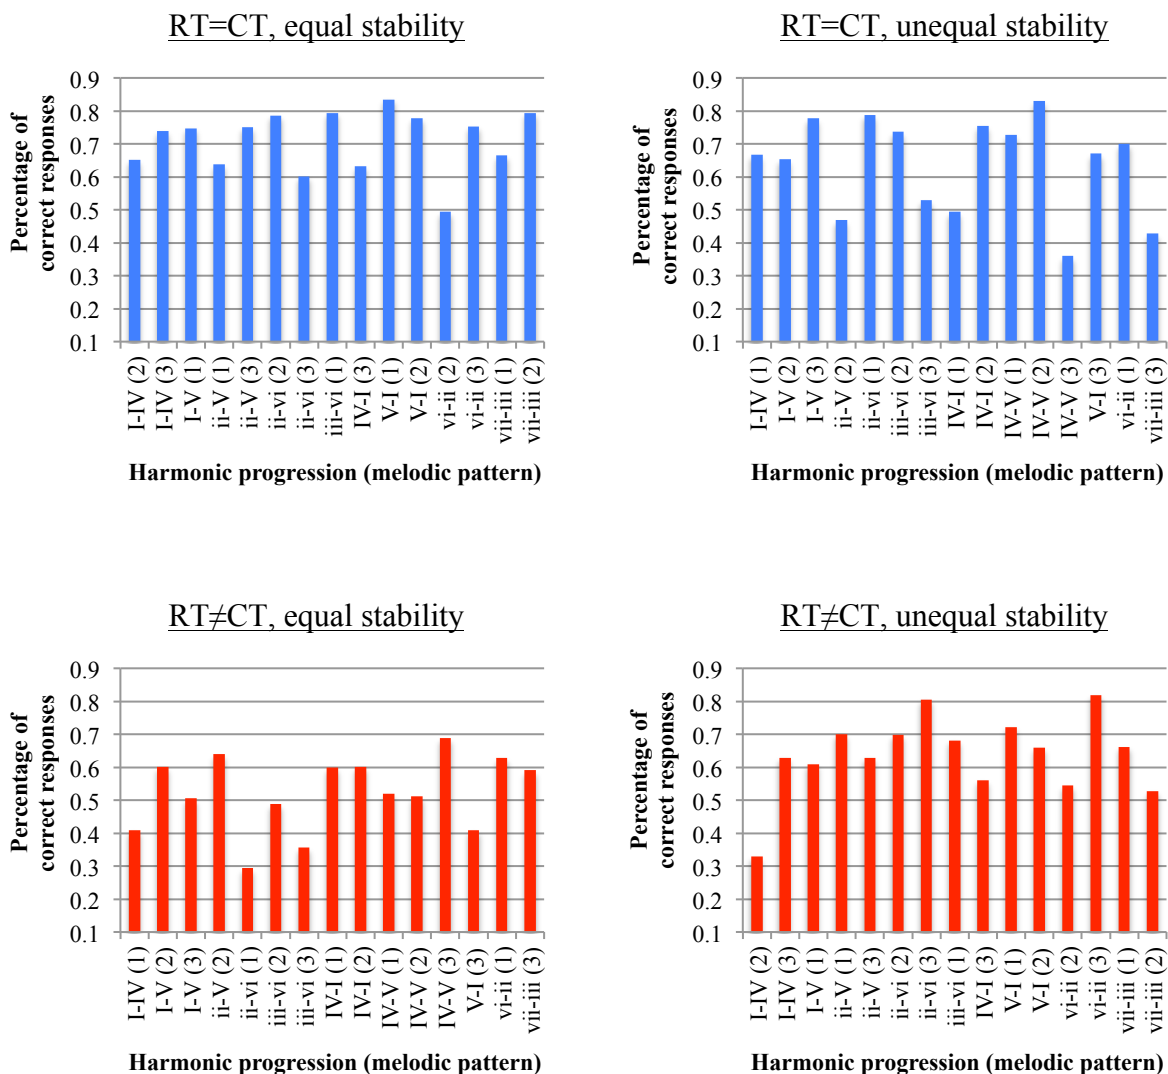 RT=CT, equal stability
Percentage of
correct responses
0.9
0.8
0.7
0.6
0.5
0.4
0.3
0.2
0.1
I-IV (2)
I-IV (3)
I-V (1)
ii-V (1)
ii-V (3)
ii-vi (2)
ii-vi (3)
iii-vi (1)
IV-I (3)
V-I (1)
V-I (2)
vi-ii (2)
vi-ii (3)
vii-iii (1)
vii-iii (2)
Harmonic progression (melodic pattern)
RT=CT, unequal stability
Percentage of
correct responses
0.9
0.8
0.7
0.6
0.5
0.4
0.3
0.2
0.1
I-IV (1)
I-V (2)
I-V (3)
ii-V (2)
ii-vi (1)
iii-vi (2)
iii-vi (3)
IV-I (1)
IV-I (2)
IV-V (1)
IV-V (2)
IV-V (3)
V-I (3)
vi-ii (1)
vii-iii (3)
Harmonic progression (melodic pattern)
RT≠CT, equal stability
Percentage of
correct responses
0.9
0.8
0.7
0.6
0.5
0.4
0.3
0.2
0.1
I-IV (1)
I-V (2)
I-V (3)
ii-V (2)
ii-vi (1)
iii-vi (2)
iii-vi (3)
IV-I (1)
IV-I (2)
IV-V (1)
IV-V (2)
IV-V (3)
V-I (3)
vi-ii (1)
vii-iii (3)
Harmonic progression (melodic pattern)
RT≠CT, unequal stability
Percentage of
correct responses
0.9
0.8
0.7
0.6
0.5
0.4
0.3
0.2
0.1
I-IV (2)
I-IV (3)
I-V (1)
ii-V (1)
ii-V (3)
ii-vi (2)
ii-vi (3)
iii-vi (1)
IV-I (3)
V-I (1)
V-I (2)
vi-ii (2)
vi-ii (3)
vii-iii (1)
vii-iii (2)
Harmonic progression (melodic pattern)